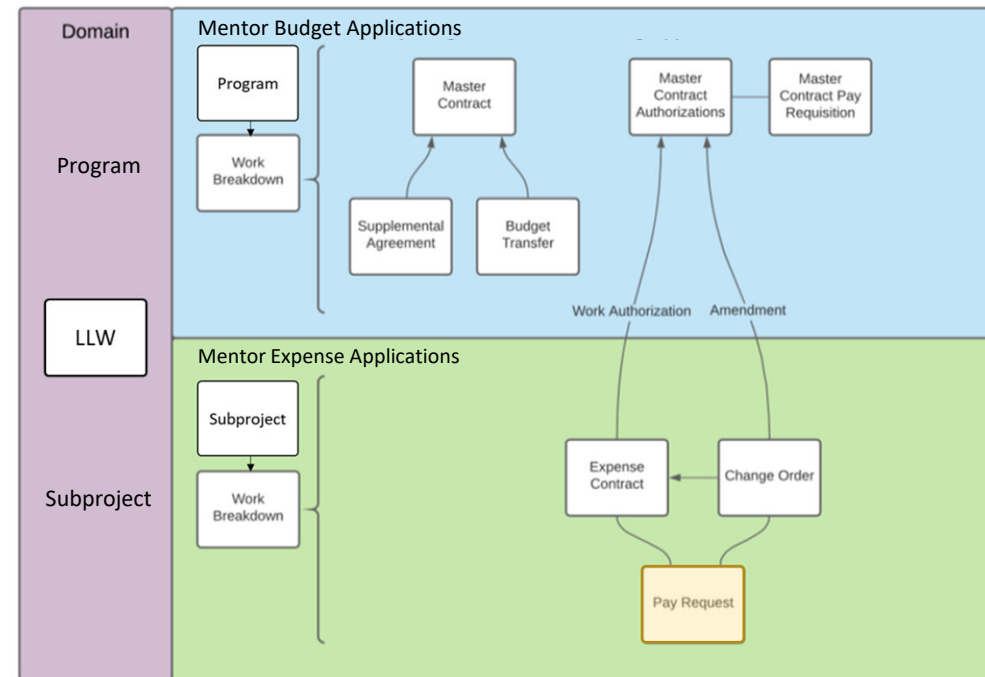 Domain
Mentor Budget Applications
Program
Work
Breakdown
Master
Contract
Master
Contract
Authorizations
Master
Contract Pay
Requisition
Program
Supplemental
Agreement
Budget
Transfer
Work Authorization
Amendment
LLW
Mentor Expense Applications
Subproject
Work
Breakdown
Subproject
Expense
Contract
Change Order
Pay Request